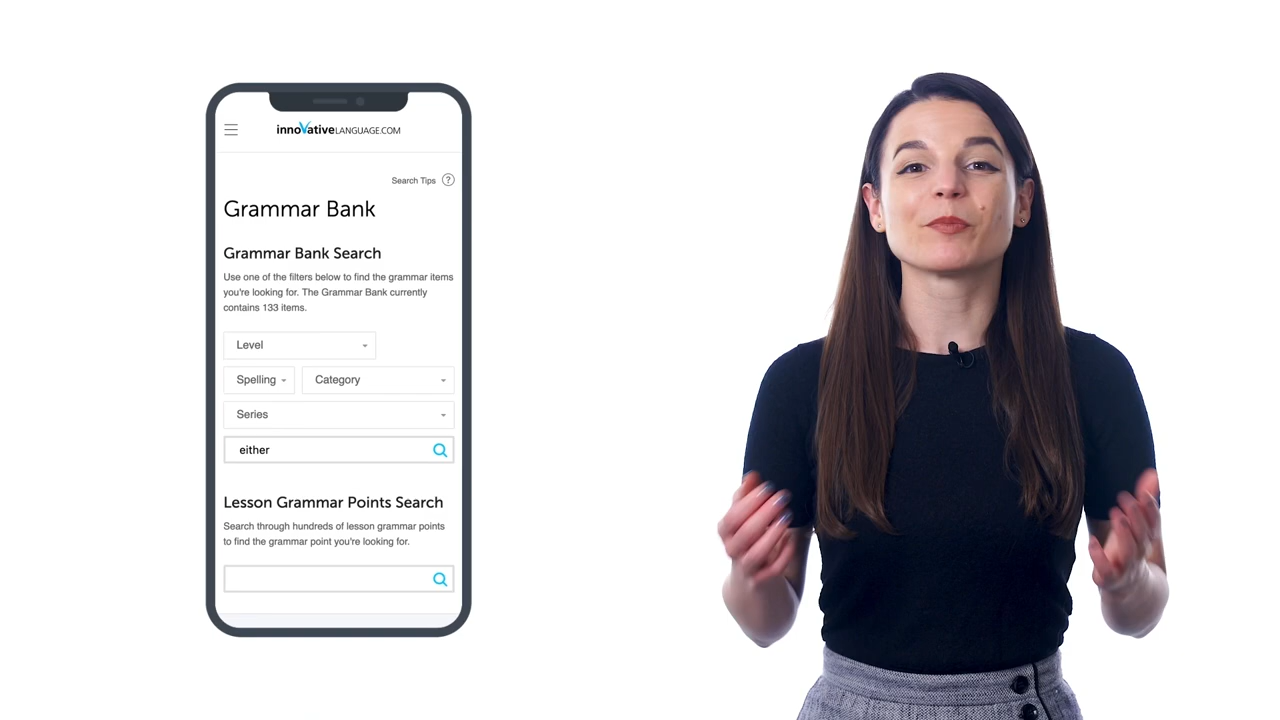 innovativeLANGUAGE.COM
Search Tips ?
Grammar Bank
Grammar Bank Search
Use one of the filters below to find the grammar items
you're looking for. The Grammar Bank currently
contains 133 items.
Level
Spelling Category
Series
either
Lesson Grammar Points Search
Search through hundreds of lesson grammar points
to find the grammar point you're looking for.